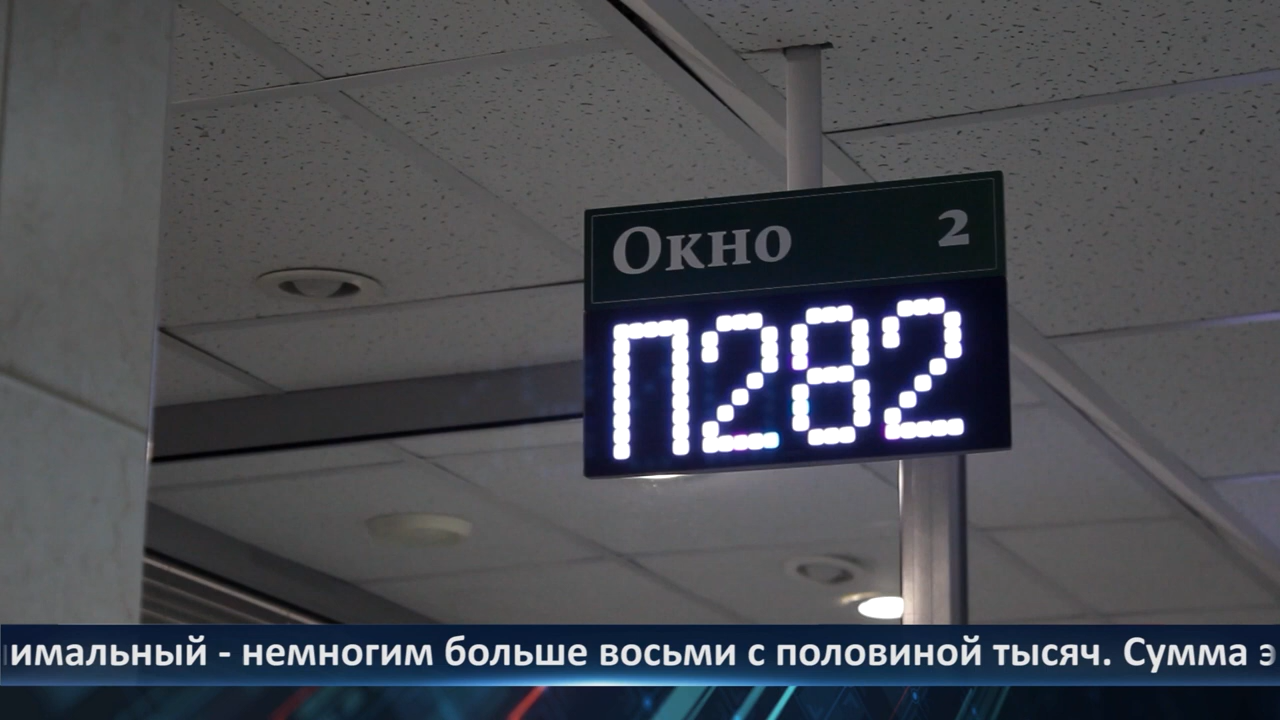 Окно 2
П282
имальный - немногим больше восьми с половиной тысяч. Сумма э